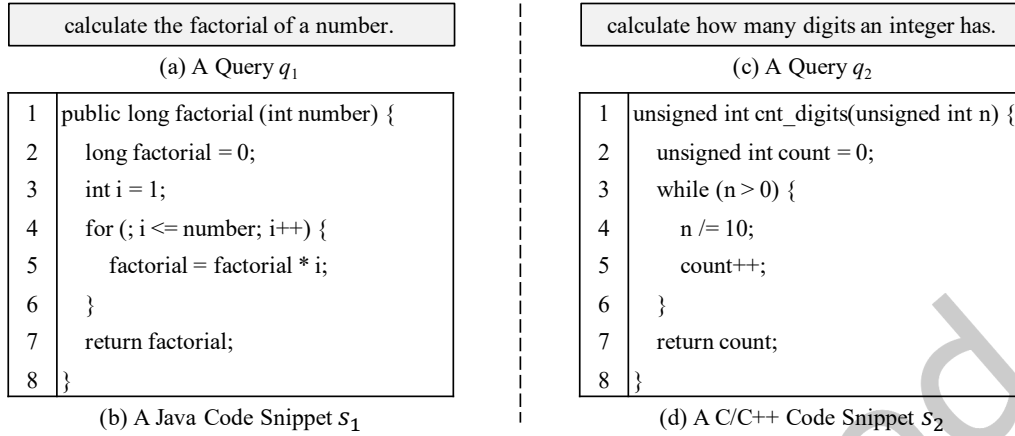 calculate the factorial of a number.
(a) A Query q₁
1 public long factorial (int number) {
2 long factorial = 0;
3 int i = 1;
4 for (; i <= number; i++) {
5 factorial = factorial * i;
6 }
7 return factorial;
8 }
(b) A Java Code Snippet s₁
calculate how many digits an integer has.
(c) A Query q₂
1 unsigned int cnt_digits(unsigned int n) {
2 unsigned int count = 0;
3 while (n > 0) {
4 n /= 10;
5 count++;
6 }
7 return count;
8 }
(d) A C/C++ Code Snippet s₂